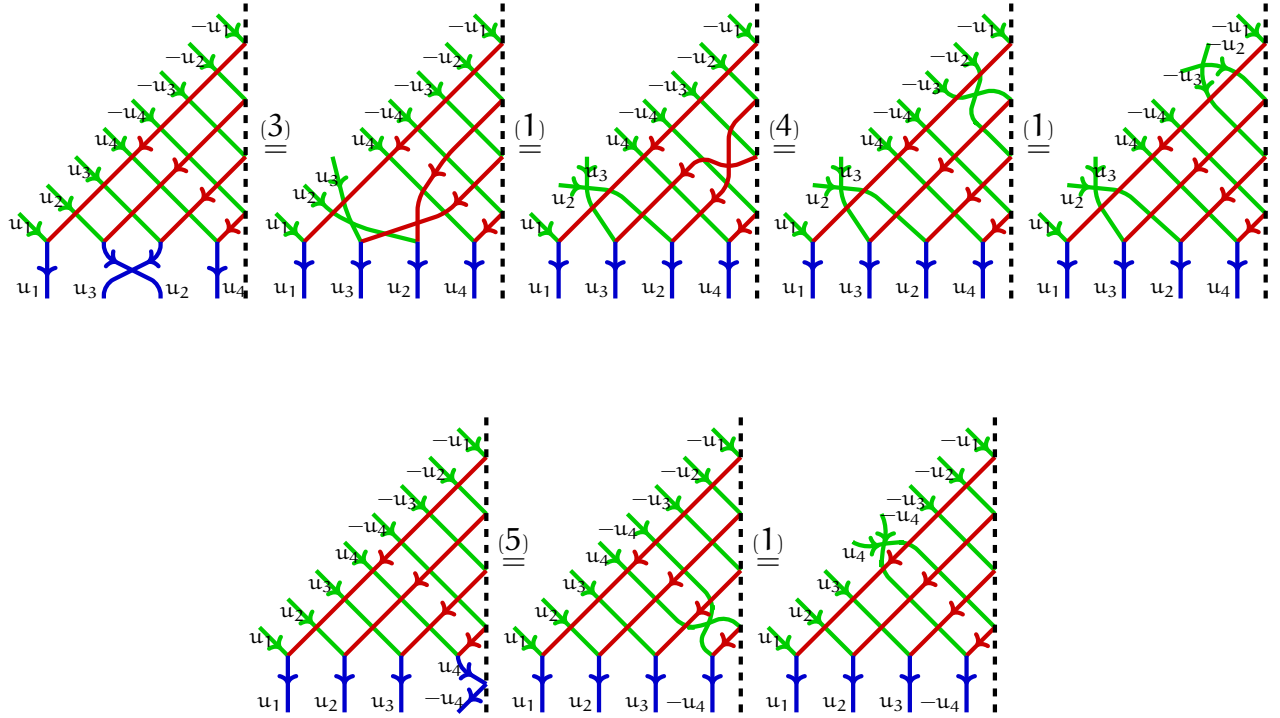 −u₁
−u₂
−u₃
−u₄
u₄
u₃
u₂
u₁
u₁ u₃ u₂ u₄
(3)
=
−u₁
−u₂
−u₃
−u₄
u₄
u₃
u₂
u₁
u₁ u₃ u₂ u₄
(1)
=
−u₁
−u₂
−u₃
−u₄
u₄
u₃
u₂
u₁
u₁ u₃ u₂ u₄
(4)
=
−u₁
−u₂
−u₃
−u₄
u₄
u₃
u₂
u₁
u₁ u₃ u₂ u₄
(1)
=
−u₁
−u₂
−u₃
−u₄
u₄
u₃
u₂
u₁
u₁ u₃ u₂ u₄
−u₁
−u₂
−u₃
−u₄
u₄
u₃
u₂
u₁
u₄
u₁ u₂ u₃ −u₄
(5)
=
−u₁
−u₂
−u₃
−u₄
u₄
u₃
u₂
u₁
u₁ u₂ u₃ −u₄
(1)
=
−u₁
−u₂
−u₃
−u₄
u₄
u₃
u₂
u₁
u₁ u₂ u₃ −u₄